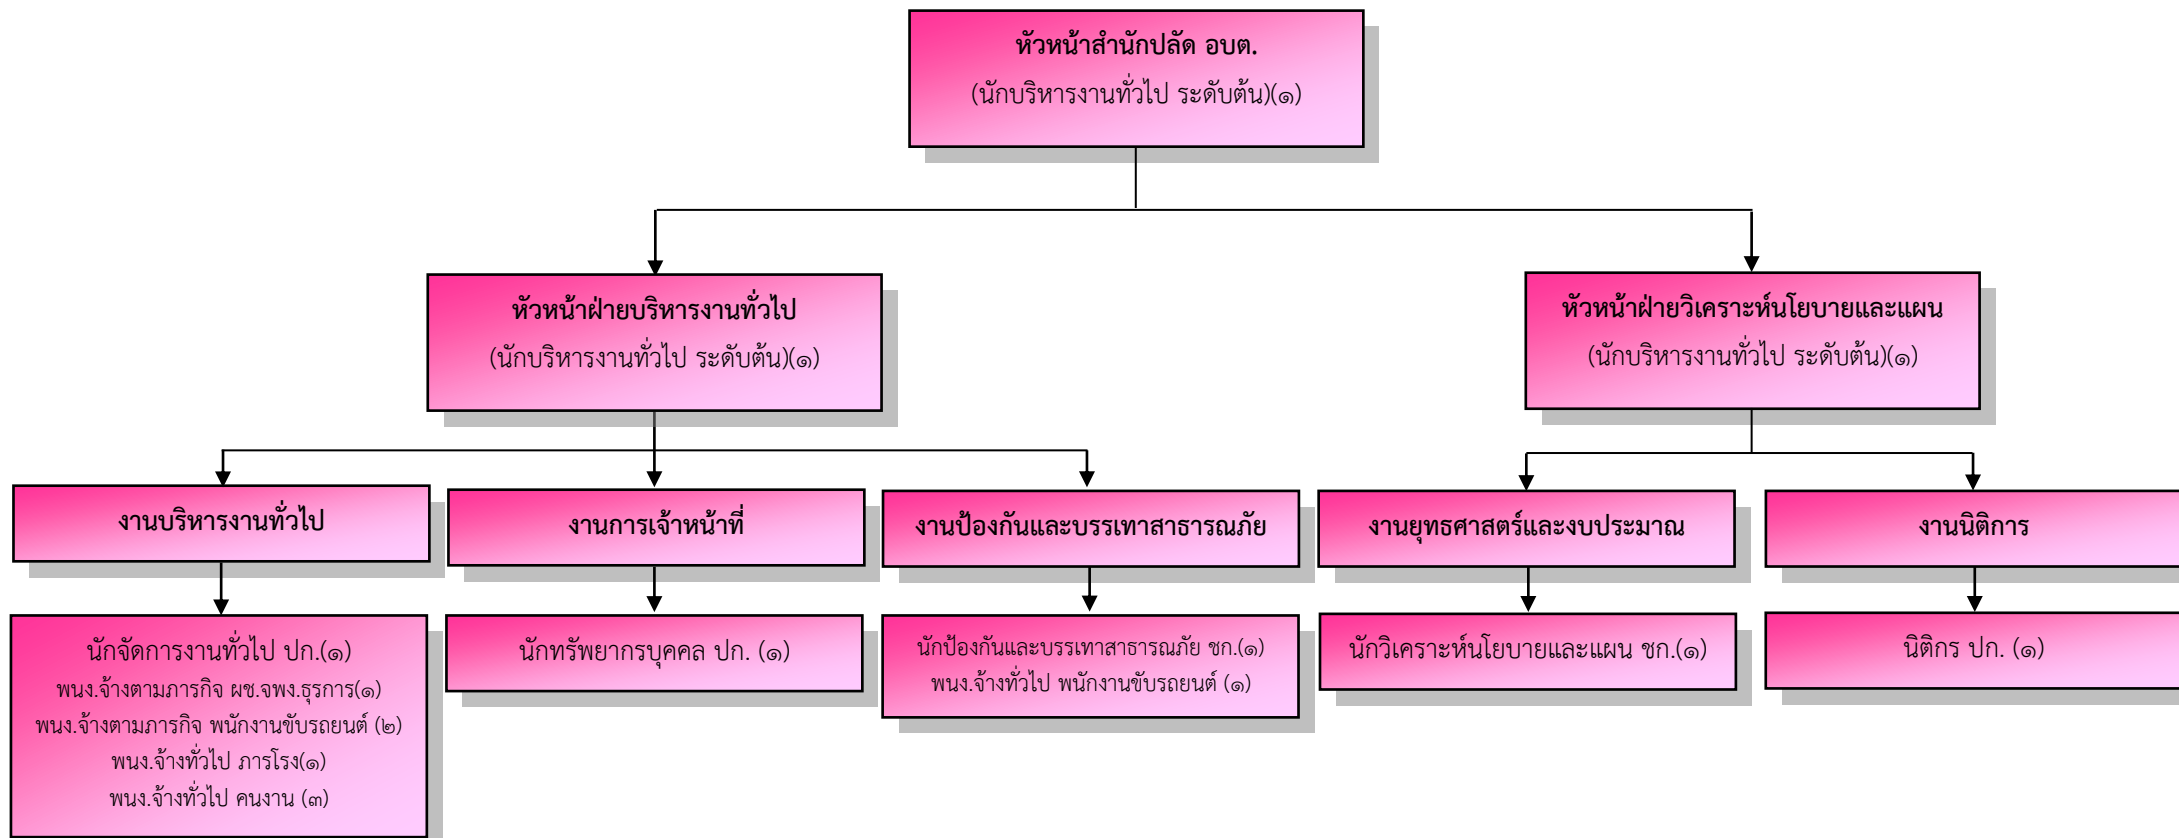 หัวหน้าสำนักปลัด อบต.
(นักบริหารงานทั่วไป ระดับต้น)(๑)
หัวหน้าฝ่ายบริหารงานทั่วไป
(นักบริหารงานทั่วไป ระดับต้น)(๑)
หัวหน้าฝ่ายวิเคราะห์นโยบายและแผน
(นักบริหารงานทั่วไป ระดับต้น)(๑)
งานบริหารงานทั่วไป
งานการเจ้าหน้าที่
งานป้องกันและบรรเทาสาธารณภัย
งานยุทธศาสตร์และงบประมาณ
งานนิติการ
นักจัดการงานทั่วไป ปก.(๑)
พนง.จ้างตามภารกิจ ผช.จพง.ธุรการ(๑)
พนง.จ้างตามภารกิจ พนักงานขับรถยนต์ (๒)
พนง.จ้างทั่วไป ภารโรง(๑)
พนง.จ้างทั่วไป คนงาน (๓)
นักทรัพยากรบุคคล ปก. (๑)
นักป้องกันและบรรเทาสาธารณภัย ชก.(๑)
พนง.จ้างทั่วไป พนักงานขับรถยนต์ (๑)
นักวิเคราะห์นโยบายและแผน ชก.(๑)
นิติกร ปก. (๑)